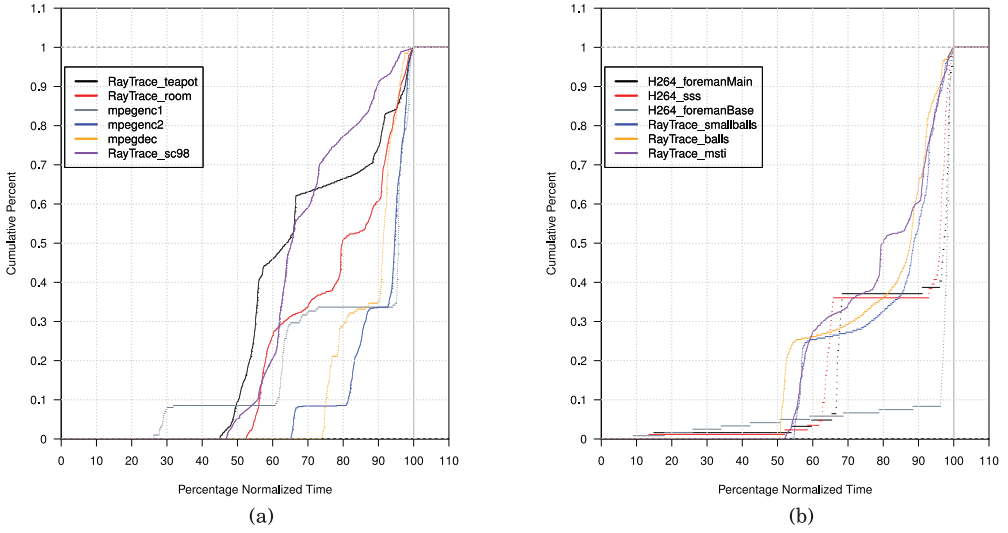 1.1
1
0.9
0.8
0.7
0.6
0.5
0.4
0.3
0.2
0.1
0
Cumulative Percent
RayTrace_teapot
RayTrace_room
mpegenc1
mpegenc2
mpegdec
RayTrace_sc98
0 10 20 30 40 50 60 70 80 90 100 110
Percentage Normalized Time
(a)
1.1
1
0.9
0.8
0.7
0.6
0.5
0.4
0.3
0.2
0.1
0
Cumulative Percent
H264_foremanMain
H264_sss
H264_foremanBase
RayTrace_smallballs
RayTrace_balls
RayTrace_msti
0 10 20 30 40 50 60 70 80 90 100 110
Percentage Normalized Time
(b)